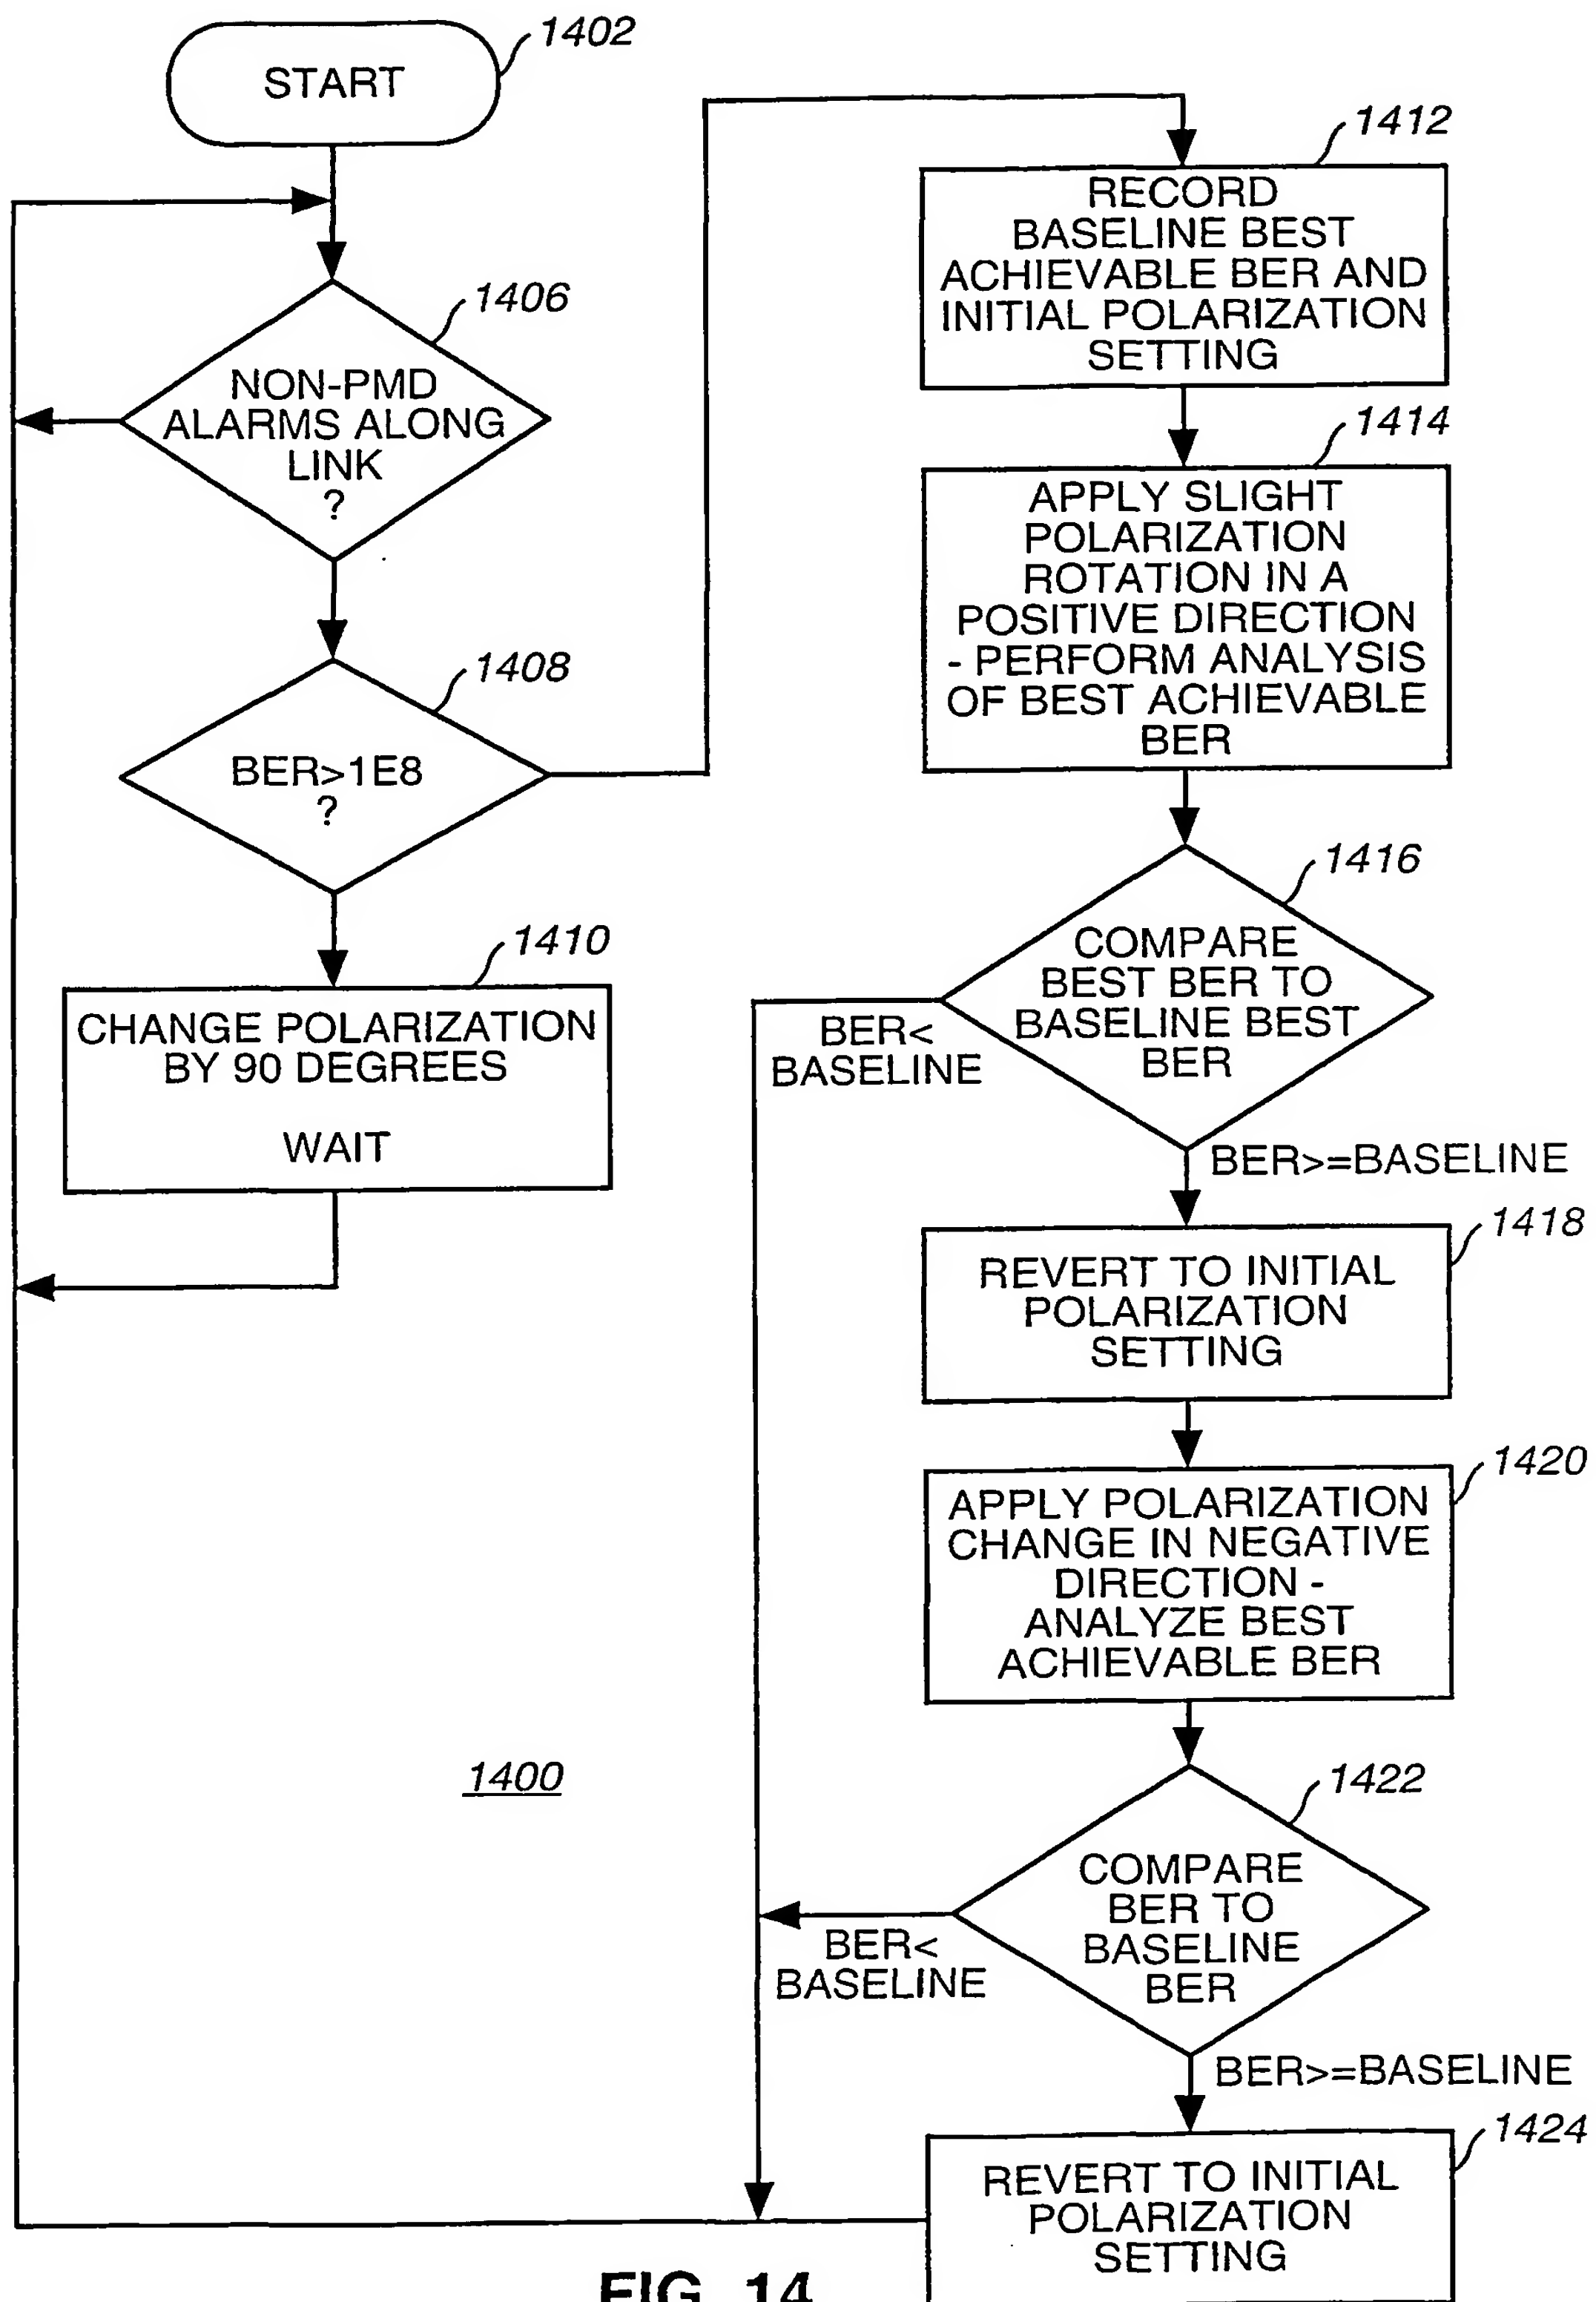 START
1402
1406
NON-PMD
ALARMS ALONG
LINK
?
1408
BER>1E8
?
1410
CHANGE POLARIZATION
BY 90 DEGREES
WAIT
1412
RECORD
BASELINE BEST
ACHIEVABLE BER AND
INITIAL POLARIZATION
SETTING
1414
APPLY SLIGHT
POLARIZATION
ROTATION IN A
POSITIVE DIRECTION
- PERFORM ANALYSIS
OF BEST ACHIEVABLE
BER
1416
COMPARE
BEST BER TO
BASELINE BEST
BER
BER<
BASELINE
BER>=BASELINE
1418
REVERT TO INITIAL
POLARIZATION
SETTING
1420
APPLY POLARIZATION
CHANGE IN NEGATIVE
DIRECTION -
ANALYZE BEST
ACHIEVABLE BER
1400
1422
COMPARE
BER TO
BASELINE
BER
BER<
BASELINE
BER>=BASELINE
1424
REVERT TO INITIAL
POLARIZATION
SETTING
FIG. 14